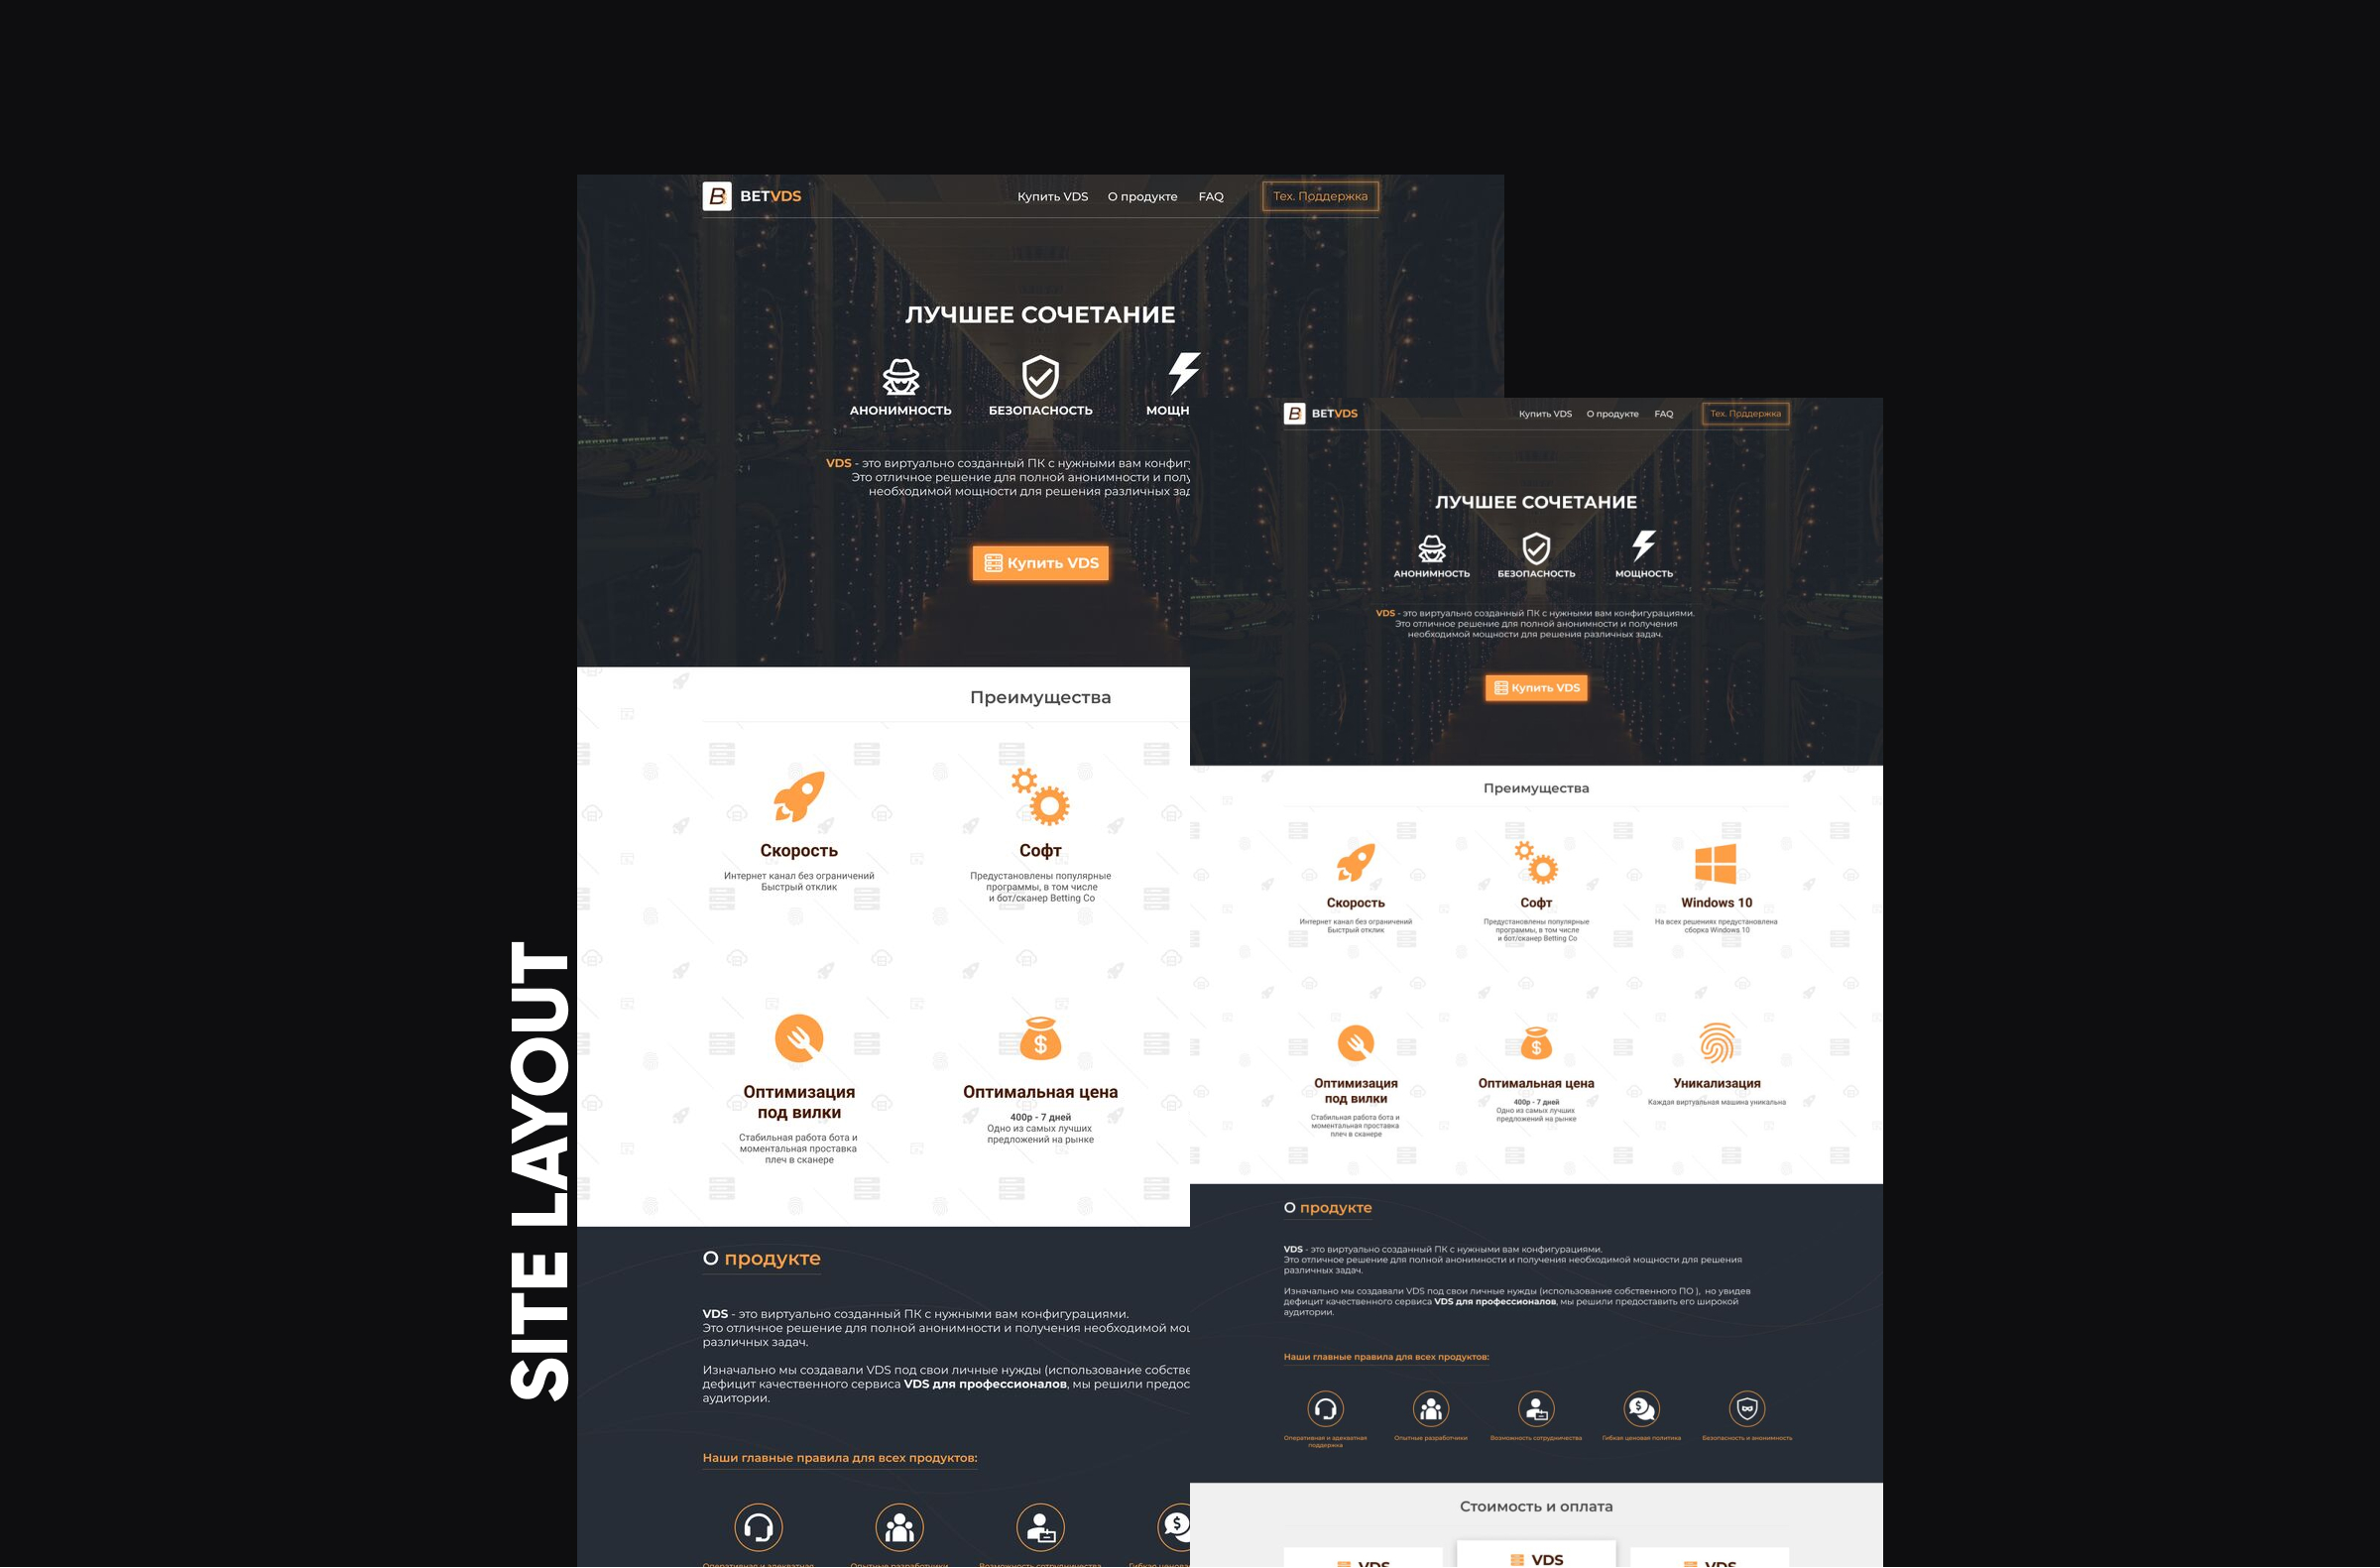 SITE LAYOUT
BETVDS
Купить VDS О продукте FAQ
Тех. Поддержка
ЛУЧШЕЕ СОЧЕТАНИЕ
АНОНИМНОСТЬ БЕЗОПАСНОСТЬ МОЩН
VDS - это виртуально созданный ПК с нужными вам конфиг
Это отличное решение для полной анонимности и полу
необходимой мощности для решения различных зад
Купить VDS
Преимущества
Скорость
Интернет канал без ограничений
Быстрый отклик
Софт
Предустановлены популярные
программы, в том числе
и бот/сканер Betting Co
Оптимизация
под вилки
Стабильная работа бота и
моментальная проставка
плеч в сканере
Оптимальная цена
400р - 7 дней
Одно из самых лучших
предложений на рынке
О продукте
VDS - это виртуально созданный ПК с нужными вам конфигурациями.
Это отличное решение для полной анонимности и получения необходимой мощ
различных задач.
Изначально мы создавали VDS под свои личные нужды (использование собстве
дефицит качественного сервиса VDS для профессионалов, мы решили предос
аудитории.
Наши главные правила для всех продуктов:
Оперативная и адекватная
Опытные разработчики
Возможность сотрудничества
Гибкая ценовая
BETVDS
Купить VDS О продукте FAQ
Тех. Поддержка
ЛУЧШЕЕ СОЧЕТАНИЕ
АНОНИМНОСТЬ БЕЗОПАСНОСТЬ МОЩНОСТЬ
VDS - это виртуально созданный ПК с нужными вам конфигурациями.
Это отличное решение для полной анонимности и получения
необходимой мощности для решения различных задач.
Купить VDS
Преимущества
Скорость
Интернет канал без ограничений
Быстрый отклик
Софт
Предустановлены популярные
программы, в том числе
и бот/сканер Betting Co
Windows 10
На всех решениях предустановлена
сборка Windows 10
Оптимизация
под вилки
Стабильная работа бота и
моментальная проставка
плеч в сканере
Оптимальная цена
400р - 7 дней
Одно из самых лучших
предложений на рынке
Уникализация
Каждая виртуальная машина уникальна
О продукте
VDS - это виртуально созданный ПК с нужными вам конфигурациями.
Это отличное решение для полной анонимности и получения необходимой мощности для решения
различных задач.
Изначально мы создавали VDS под свои личные нужды (использование собственного ПО ), но увидев
дефицит качественного сервиса VDS для профессионалов, мы решили предоставить его широкой
аудитории.
Наши главные правила для всех продуктов:
Оперативная и адекватная
поддержка
Опытные разработчики
Возможность сотрудничества
Гибкая ценовая политика
Безопасность и анонимность
Стоимость и оплата
VDS VDS VDS